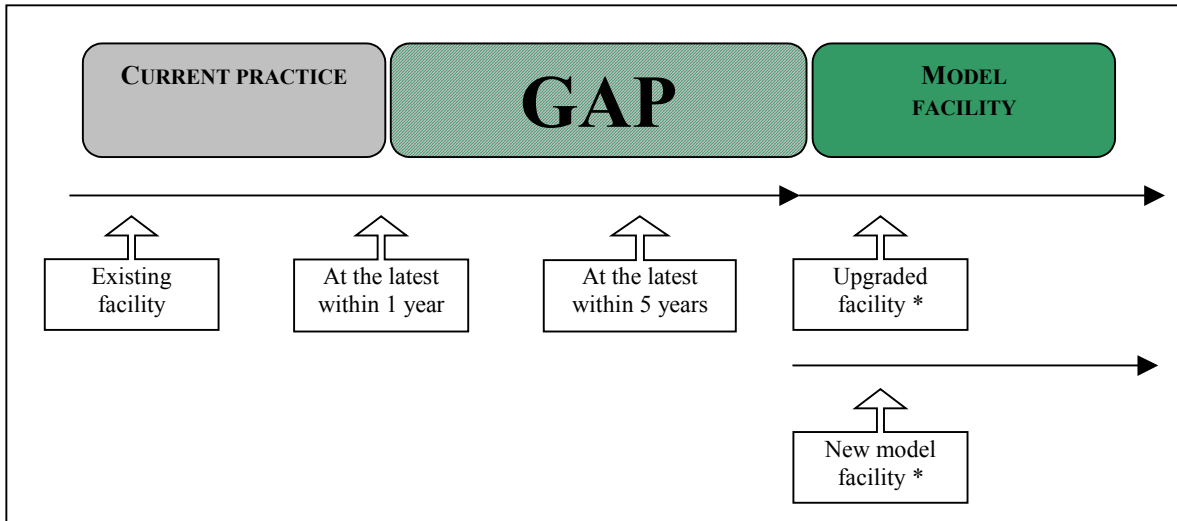 CURRENT PRACTICE
GAP
MODEL
FACILITY
Existing
facility
At the latest
within 1 year
At the latest
within 5 years
Upgraded
facility *
New model
facility *